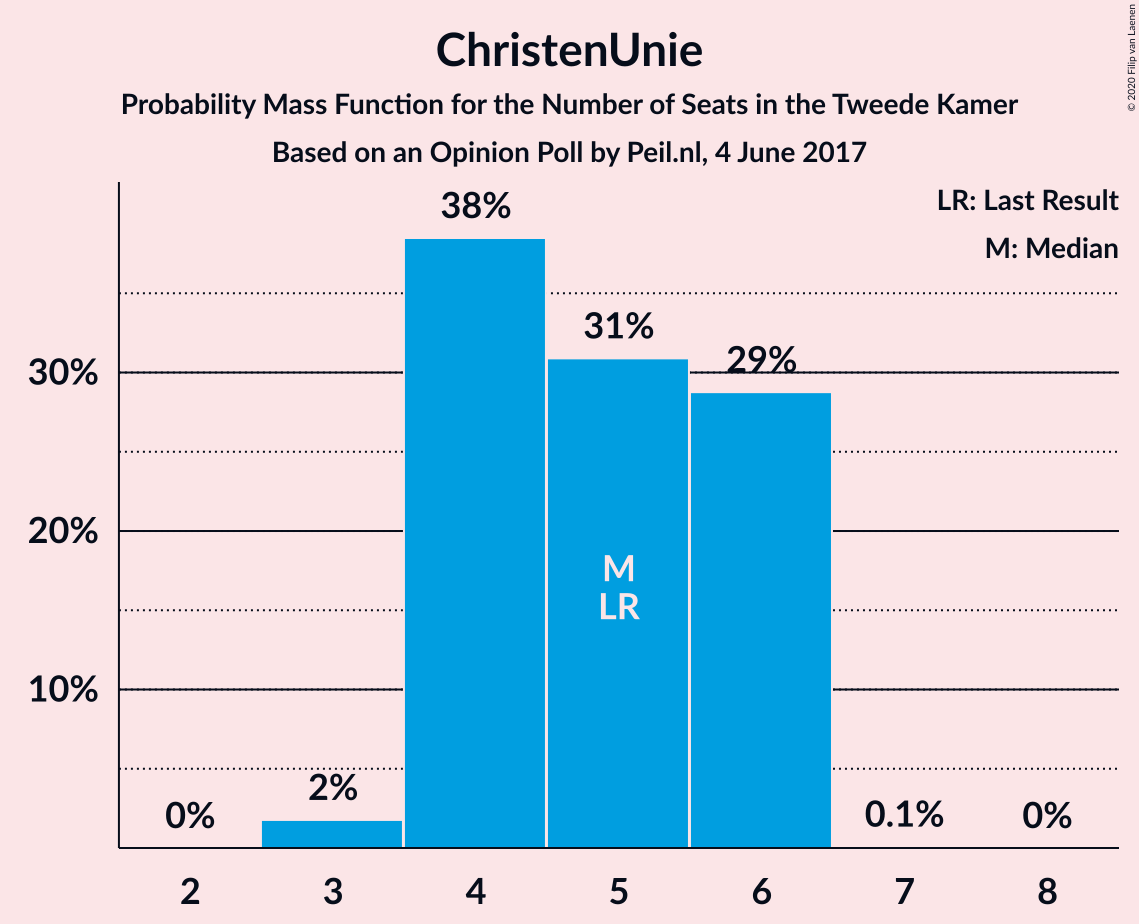 ChristenUnie
Probability Mass Function for the Number of Seats in the Tweede Kamer
Based on an Opinion Poll by Peil.nl, 4 June 2017
© 2020 Filip van Laenen
LR: Last Result
M: Median
38%
31%
29%
30%
20%
10%
M
LR
0%
2%
0.1%
0%
2 3 4 5 6 7 8